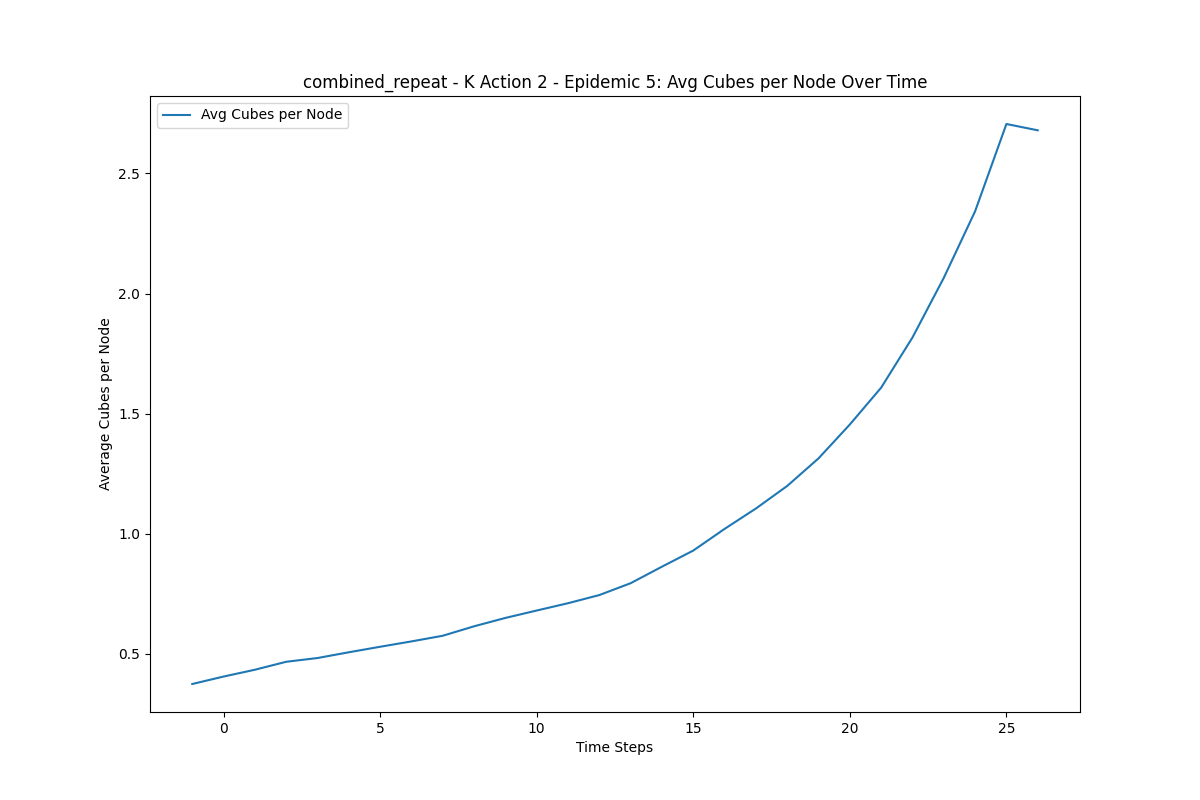 combined_repeat - K Action 2 - Epidemic 5: Avg Cubes per Node Over Time
Avg Cubes per Node
2.5
2.0
1.5
1.0
0.5
Average Cubes per Node
0 5 10 15 20 25
Time Steps